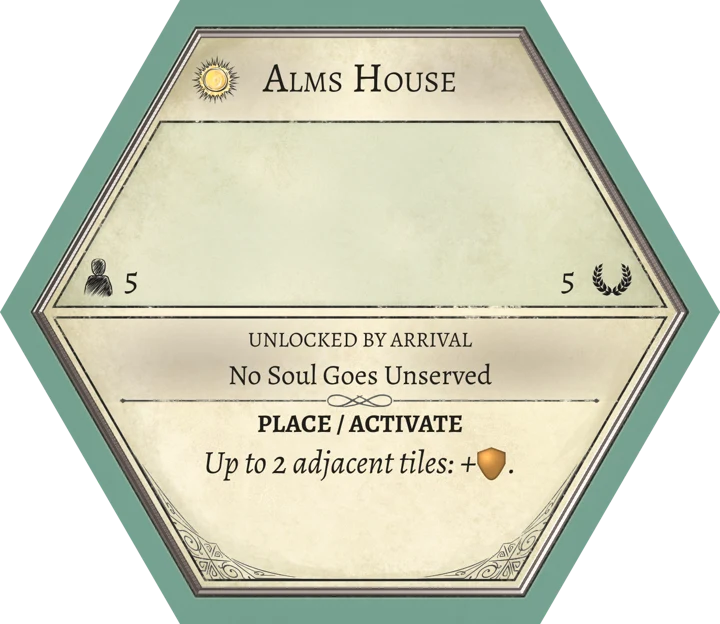 Alms House
5
5
UNLOCKED BY ARRIVAL
No Soul Goes Unserved
PLACE / ACTIVATE
Up to 2 adjacent tiles: + .